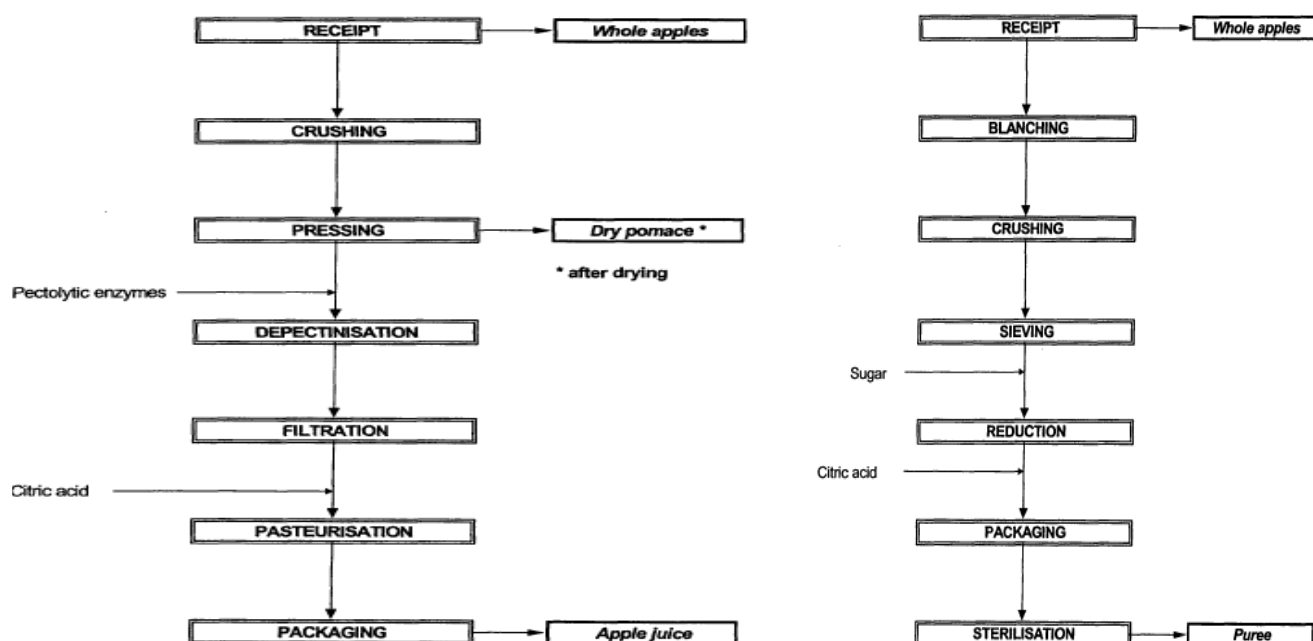 RECEIPT
Whole apples
CRUSHING
PRESSING
Dry pomace *
* after drying
Pectolytic enzymes
DEPECTINISATION
FILTRATION
Citric acid
PASTEURISATION
PACKAGING
Apple juice
RECEIPT
Whole apples
BLANCHING
CRUSHING
SIEVING
Sugar
REDUCTION
Citric acid
PACKAGING
STERILISATION
Puree